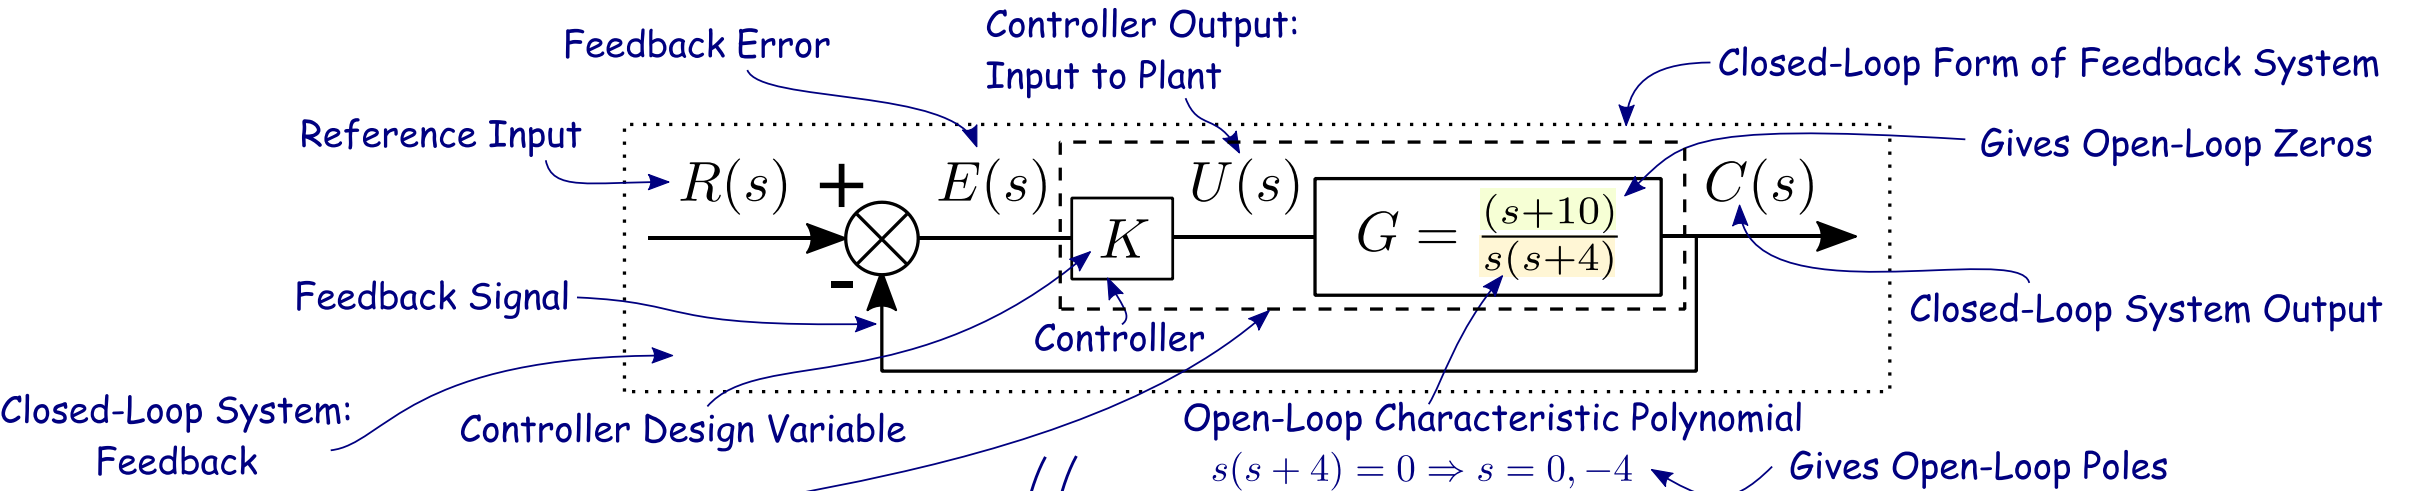 Controller Output:
Feedback Error
Input to Plant
Closed-Loop Form of Feedback System
Reference Input
Gives Open-Loop Zeros
R(s) + E(s) U(s) C(s)
K
G = (s+10) / s(s+4)
-
Feedback Signal
Closed-Loop System Output
Controller
Closed-Loop System:
Feedback
Controller Design Variable
Open-Loop Characteristic Polynomial
s(s + 4) = 0 ⇒ s = 0, −4
Gives Open-Loop Poles